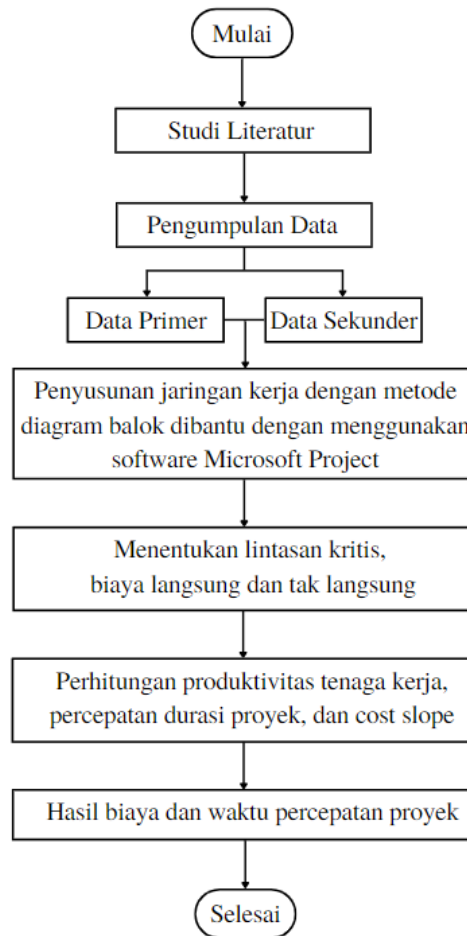 Mulai
Studi Literatur
Pengumpulan Data
Data Primer
Data Sekunder
Penyusunan jaringan kerja dengan metode
diagram balok dibantu dengan menggunakan
software Microsoft Project
Menentukan lintasan kritis,
biaya langsung dan tak langsung
Perhitungan produktivitas tenaga kerja,
percepatan durasi proyek, dan cost slope
Hasil biaya dan waktu percepatan proyek
Selesai